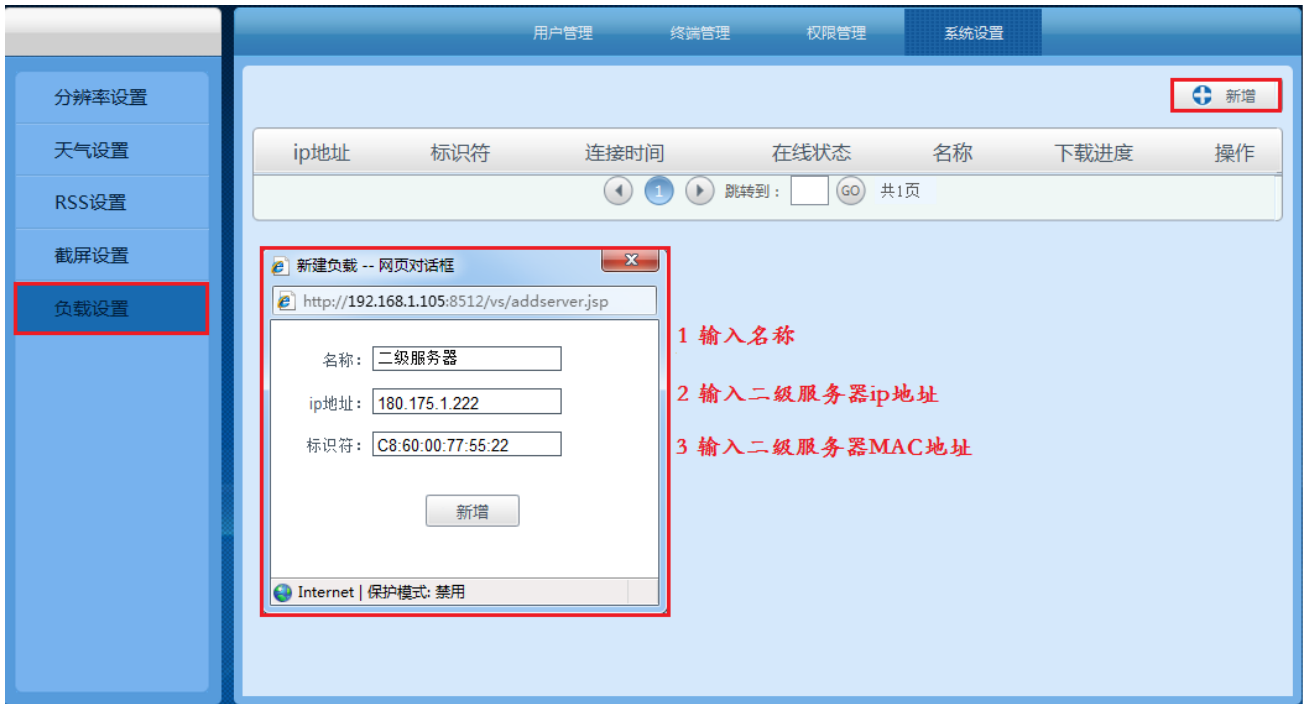 用户管理 终端管理 权限管理 系统设置
分辨率设置
天气设置
RSS设置
截屏设置
负载设置
新增
ip地址 标识符 连接时间 在线状态 名称 下载进度 操作
1 跳转到： GO 共1页
新建负载 -- 网页对话框
http://192.168.1.105:8512/vs/addserver.jsp
名称： 二级服务器
ip地址： 180.175.1.222
标识符： C8:60:00:77:55:22
新增
Internet | 保护模式: 禁用
1 输入名称
2 输入二级服务器ip地址
3 输入二级服务器MAC地址